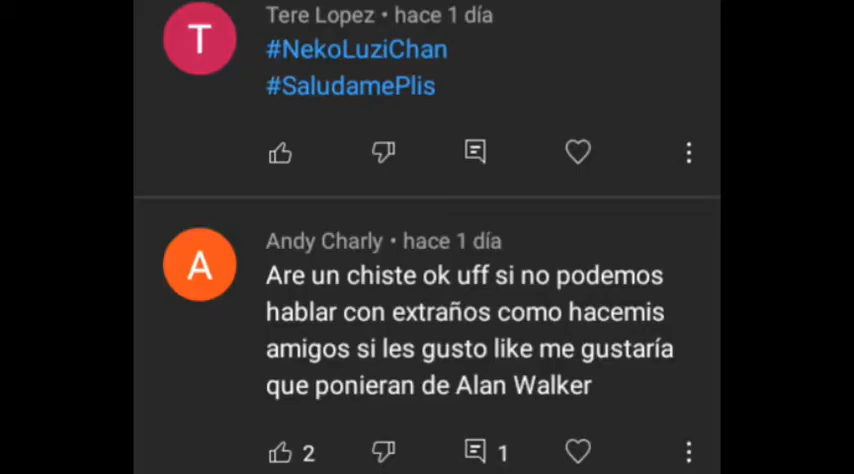 T
Tere Lopez • hace 1 día
#NekoLuziChan
#SaludamePlis
A
Andy Charly • hace 1 día
Are un chiste ok uff si no podemos
hablar con extraños como hacemis
amigos si les gusto like me gustaría
que ponieran de Alan Walker
2 1